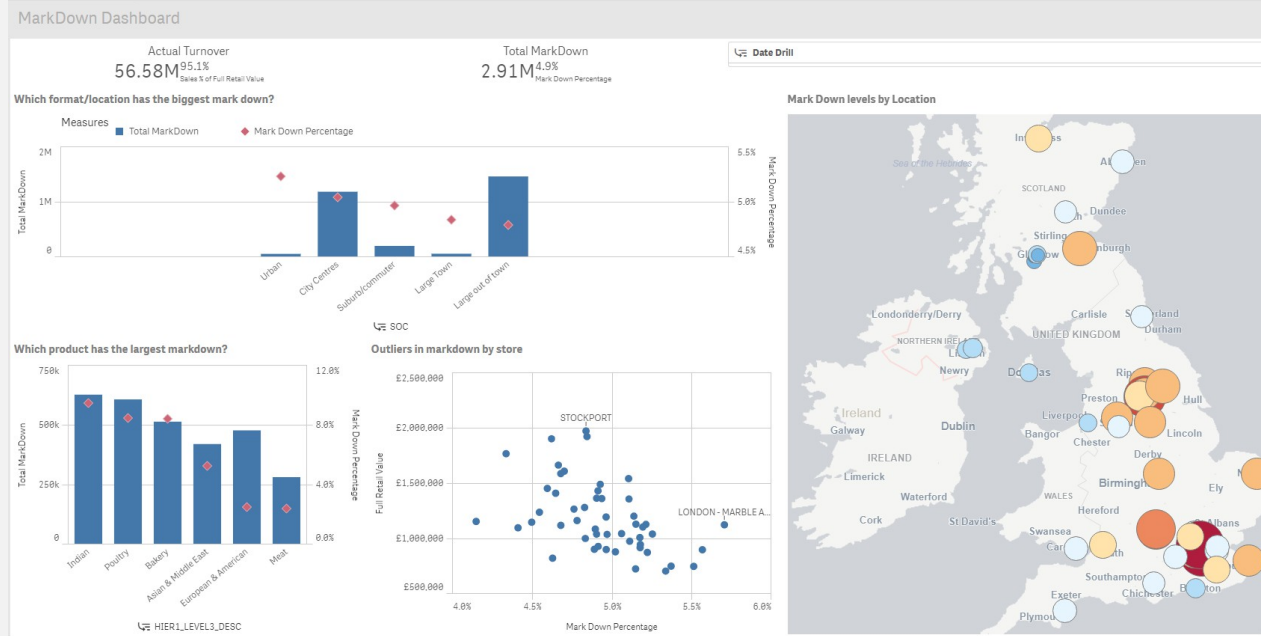 MarkDown Dashboard
Actual Turnover
56.58M 95.1%
Sales % of Full Retail Value
Total MarkDown
2.91M 4.9%
Mark Down Percentage
Date Drill
Which format/location has the biggest mark down?
Measures
Total MarkDown
Mark Down Percentage
2M
1M
0
Total MarkDown
5.5%
5.0%
4.5%
Mark Down Percentage
Urban
City Centres
Suburb/commuter
Large Town
Large out of town
SOC
Which product has the largest markdown?
750k
500k
250k
0
Total MarkDown
12.0%
8.0%
4.0%
0.0%
Mark Down Percentage
Indian
Poultry
Bakery
Asian & Middle East
European & American
Meat
HIER1_LEVEL3_DESC
Outliers in markdown by store
£2,500,000
£2,000,000
£1,500,000
£1,000,000
£500,000
Full Retail Value
STOCKPORT
LONDON - MARBLE A...
4.0%
4.5%
5.0%
5.5%
6.0%
Mark Down Percentage
Mark Down levels by Location
Sea of the Hebrides
SCOTLAND
Dundee
Stirling
Londonderry/Derry
Carlisle
Durham
NORTHERN IREL
UNITED KINGDOM
Newry
Preston
Hull
Ireland
Galway
Dublin
Liverpool
Bangor
Chester
Lincoln
IRELAND
Derby
Limerick
Birmingh
Ely
Waterford
WALES
Hereford
Cork
St David's
Swansea
Albans
Southampto
Exeter
Chichester
Plymou